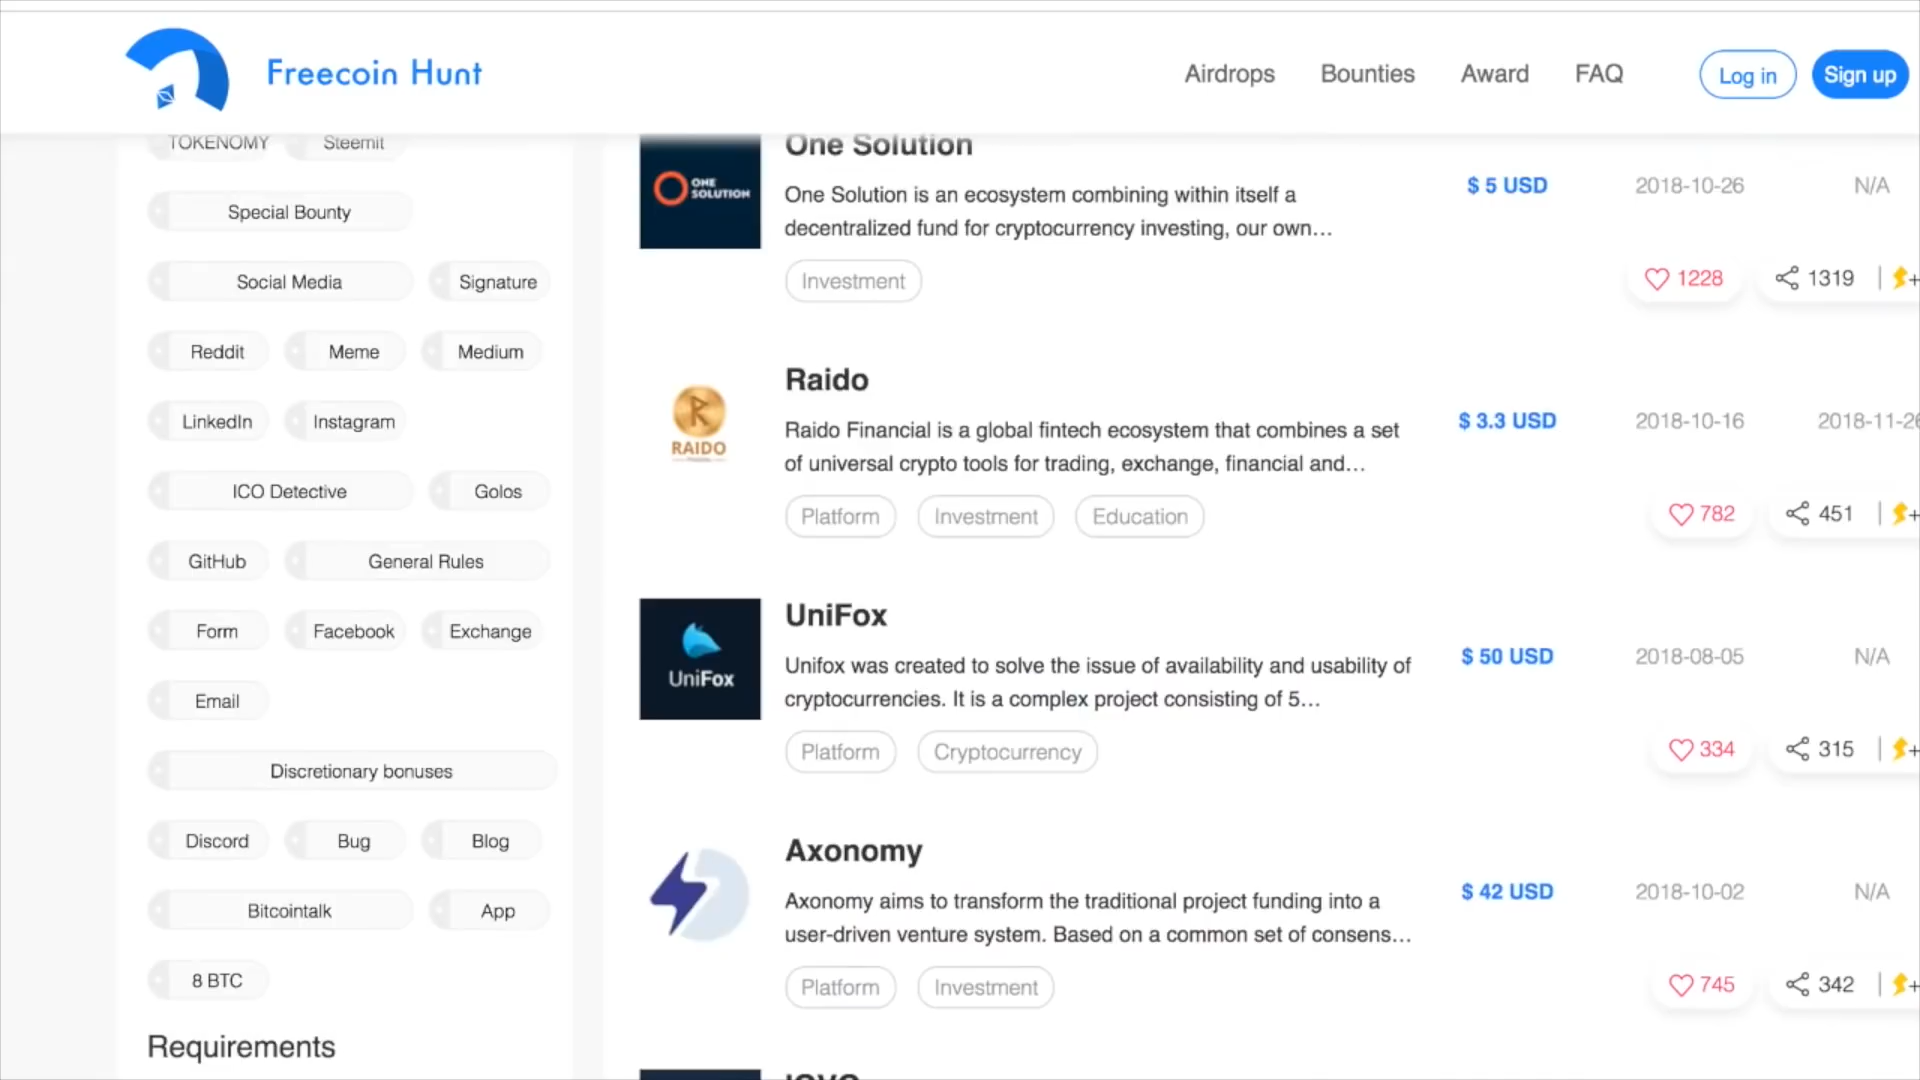 Freecoin Hunt
Airdrops
Bounties
Award
FAQ
Log in
Sign up
TOKENOMY
Steemit
Special Bounty
Social Media
Signature
Reddit
Meme
Medium
LinkedIn
Instagram
ICO Detective
Golos
GitHub
General Rules
Form
Facebook
Exchange
Email
Discretionary bonuses
Discord
Bug
Blog
Bitcointalk
App
8 BTC
Requirements
ONE
SOLUTION
One Solution
One Solution is an ecosystem combining within itself a
decentralized fund for cryptocurrency investing, our own...
Investment
$ 5 USD
2018-10-26
N/A
1228
1319
+
RAIDO
Raido
Raido Financial is a global fintech ecosystem that combines a set
of universal crypto tools for trading, exchange, financial and...
Platform
Investment
Education
$ 3.3 USD
2018-10-16
2018-11-26
782
451
+
UniFox
UniFox
Unifox was created to solve the issue of availability and usability of
cryptocurrencies. It is a complex project consisting of 5...
Platform
Cryptocurrency
$ 50 USD
2018-08-05
N/A
334
315
+
Axonomy
Axonomy aims to transform the traditional project funding into a
user-driven venture system. Based on a common set of consens...
Platform
Investment
$ 42 USD
2018-10-02
N/A
745
342
+